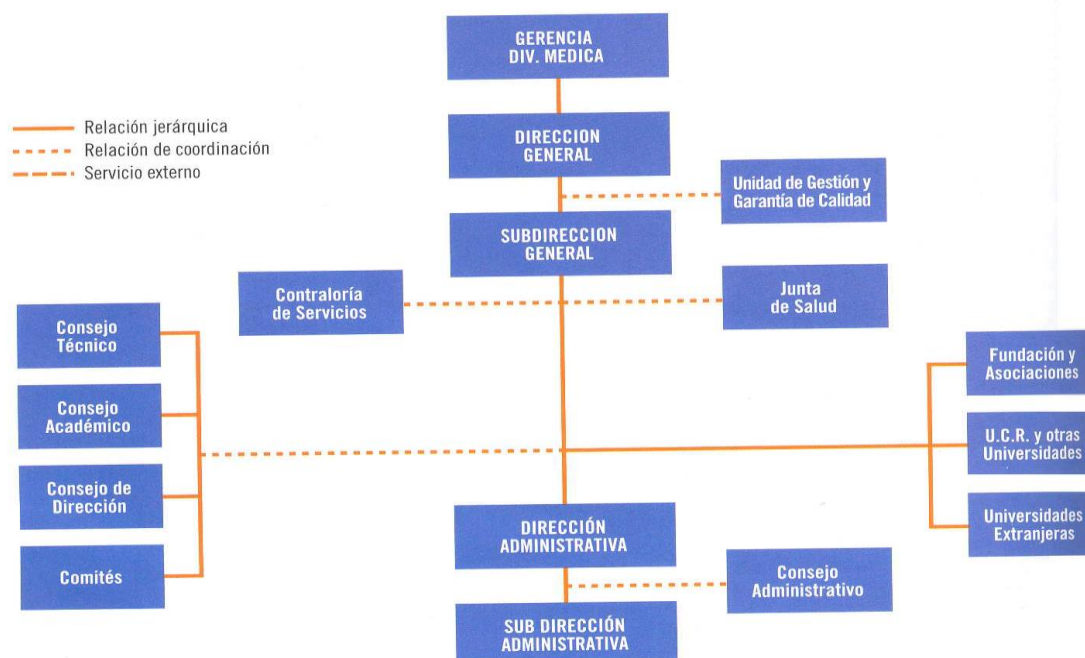 GERENCIA
DIV. MEDICA
Relación jerárquica
Relación de coordinación
Servicio externo
DIRECCION
GENERAL
Unidad de Gestión y
Garantía de Calidad
SUBDIRECCION
GENERAL
Contraloría
de Servicios
Junta
de Salud
Consejo
Técnico
Consejo
Académico
Consejo de
Dirección
Comités
Fundación y
Asociaciones
U.C.R. y otras
Universidades
Universidades
Extranjeras
DIRECCIÓN
ADMINISTRATIVA
Consejo
Administrativo
SUB DIRECCIÓN
ADMINISTRATIVA